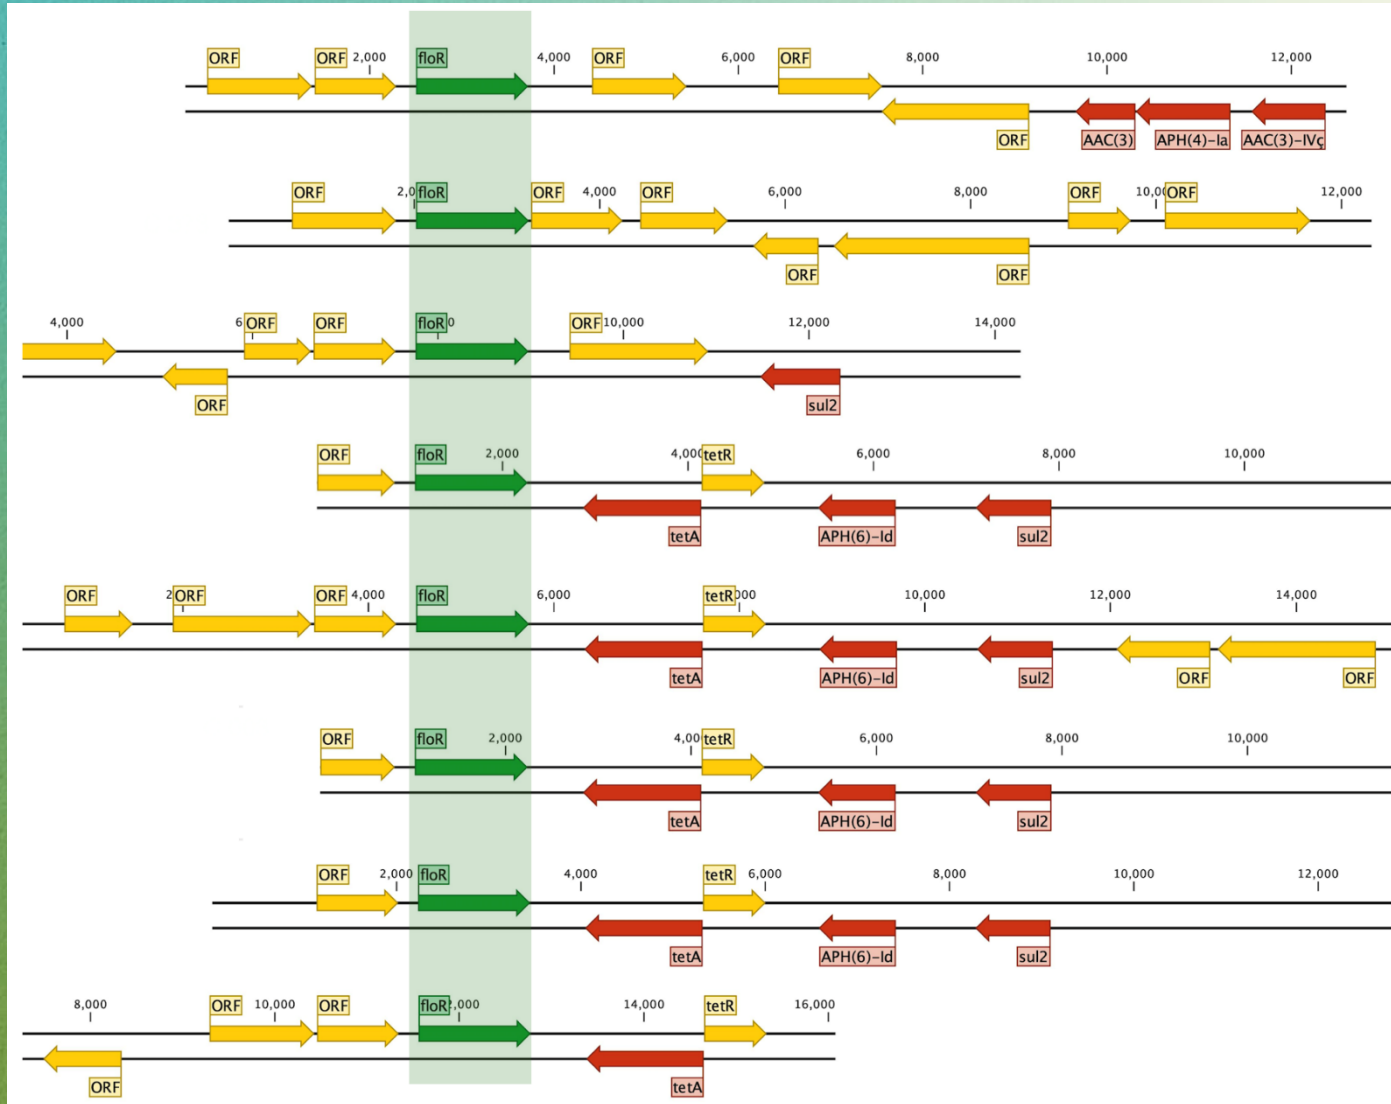 ORF ORF 2,000 floR 4,000 ORF 6,000 ORF 8,000 10,000 12,000
ORF AAC(3) APH(4)-Ia AAC(3)-IVç
ORF floR ORF 4,000 ORF 6,000 8,000 ORF ORF 12,000
ORF ORF
4,000 ORF ORF floR ORF 10,000 12,000 14,000
ORF sul2
ORF floR 2,000 tetR 6,000 8,000 10,000
tetA APH(6)-Id sul2
ORF ORF ORF 4,000 floR 6,000 tetR 10,000 12,000 14,000
tetA APH(6)-Id sul2 ORF ORF
ORF floR 2,000 tetR 6,000 8,000 10,000
tetA APH(6)-Id sul2
ORF 2,000 floR 4,000 tetR 6,000 8,000 10,000 12,000
tetA APH(6)-Id sul2
8,000 ORF 10,000 ORF floR 14,000 tetR 16,000
ORF tetA